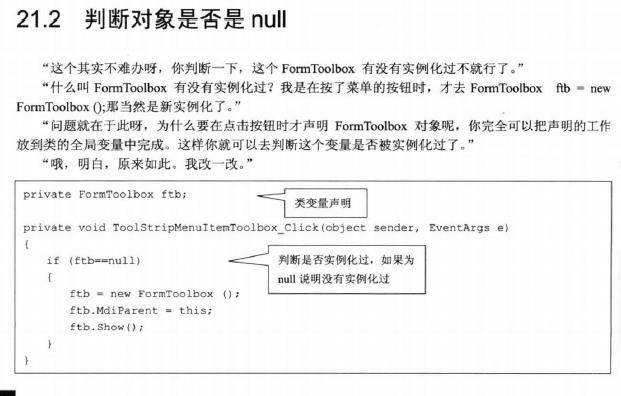 21.2 判断对象是否是 null
“这个其实不难办呀，你判断一下，这个 FormToolbox 有没有实例化过不就行了。”
“什么叫 FormToolbox 有没有实例化过？我是在按了菜单的按钮时，才去 FormToolbox ftb = new
FormToolbox ();那当然是新实例化了。”
“问题就在于此呀，为什么要在点击按钮时才声明 FormToolbox 对象呢，你完全可以把声明的工作
放到类的全局变量中完成。这样你就可以去判断这个变量是否被实例化过了。”
“哦，明白，原来如此。我改一改。”
private FormToolbox ftb;
类变量声明
private void ToolStripMenuItemToolbox_Click(object sender, EventArgs e)
{
if (ftb==null)
判断是否实例化过，如果为
null 说明没有实例化过
{
ftb = new FormToolbox ();
ftb.MdiParent = this;
ftb.Show();
}
}